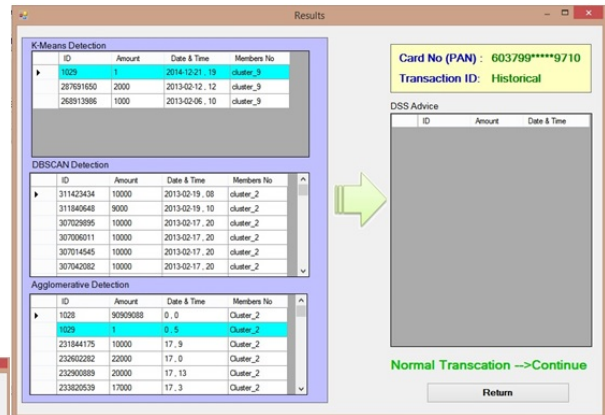 Results
K-Means Detection
ID Amount Date & Time Members No
1029 1 2014-12-21 , 19 cluster_9
287691650 2000 2013-02-12 , 12 cluster_9
268913986 1000 2013-02-06 , 10 cluster_9
DBSCAN Detection
ID Amount Date & Time Members No
311423434 10000 2013-02-19 , 08 cluster_2
311840648 9000 2013-02-19 , 10 cluster_2
307029895 10000 2013-02-17 , 20 cluster_2
307006011 10000 2013-02-17 , 20 cluster_2
307014545 10000 2013-02-17 , 20 cluster_2
307042082 10000 2013-02-17 , 20 cluster_2
Agglomerative Detection
ID Amount Date & Time Members No
1028 90909088 0 , 0 Cluster_2
1029 1 0 , 5 Cluster_2
231844175 10000 17 , 9 Cluster_2
232602282 22000 17 , 0 Cluster_2
232900889 20000 17 , 13 Cluster_2
233820539 17000 17 , 3 Cluster_2
Card No (PAN) : 603799*****9710
Transaction ID: Historical
DSS Advice
ID Amount Date & Time
Normal Transcation -->Continue
Return